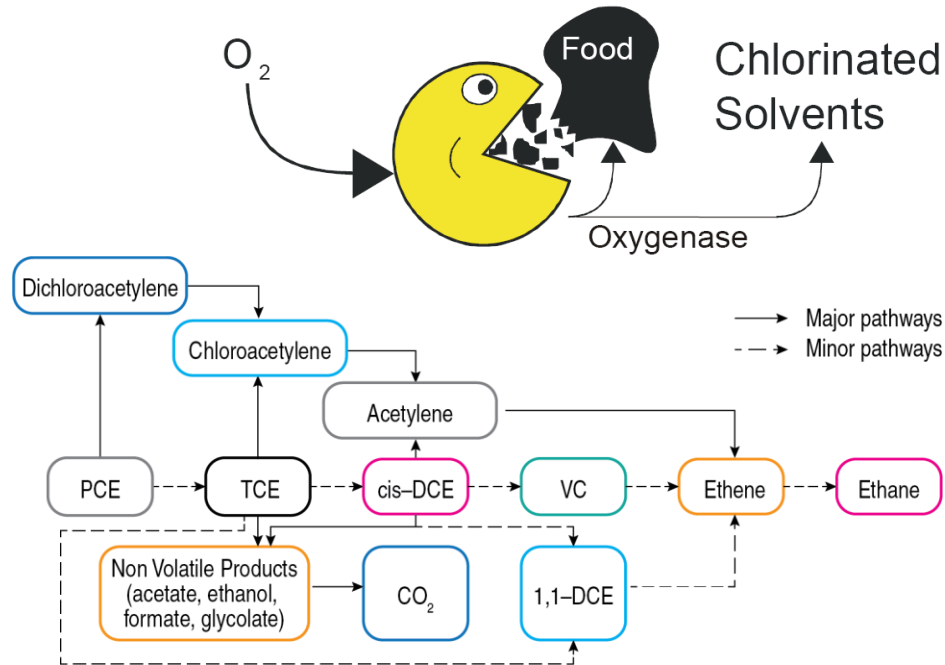 O₂
Food
Chlorinated
Solvents
Oxygenase
Dichloroacetylene
Chloroacetylene
Major pathways
Minor pathways
Acetylene
PCE
TCE
cis–DCE
VC
Ethene
Ethane
Non Volatile Products
(acetate, ethanol,
formate, glycolate)
CO₂
1,1–DCE